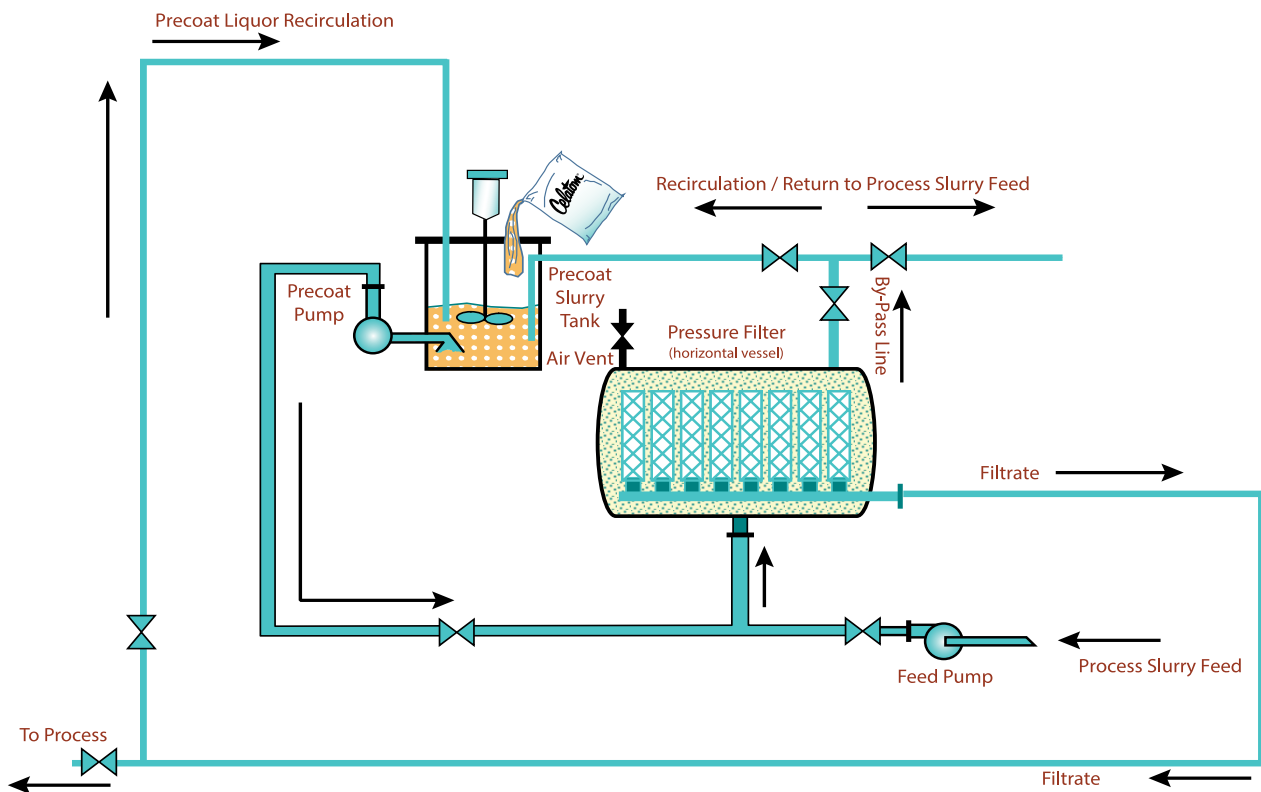 Precoat Liquor Recirculation
Celatom
Recirculation / Return to Process Slurry Feed
Precoat
Pump
Precoat
Slurry
Tank
Air Vent
Pressure Filter
(horizontal vessel)
By-Pass Line
Filtrate
Process Slurry Feed
Feed Pump
To Process
Filtrate